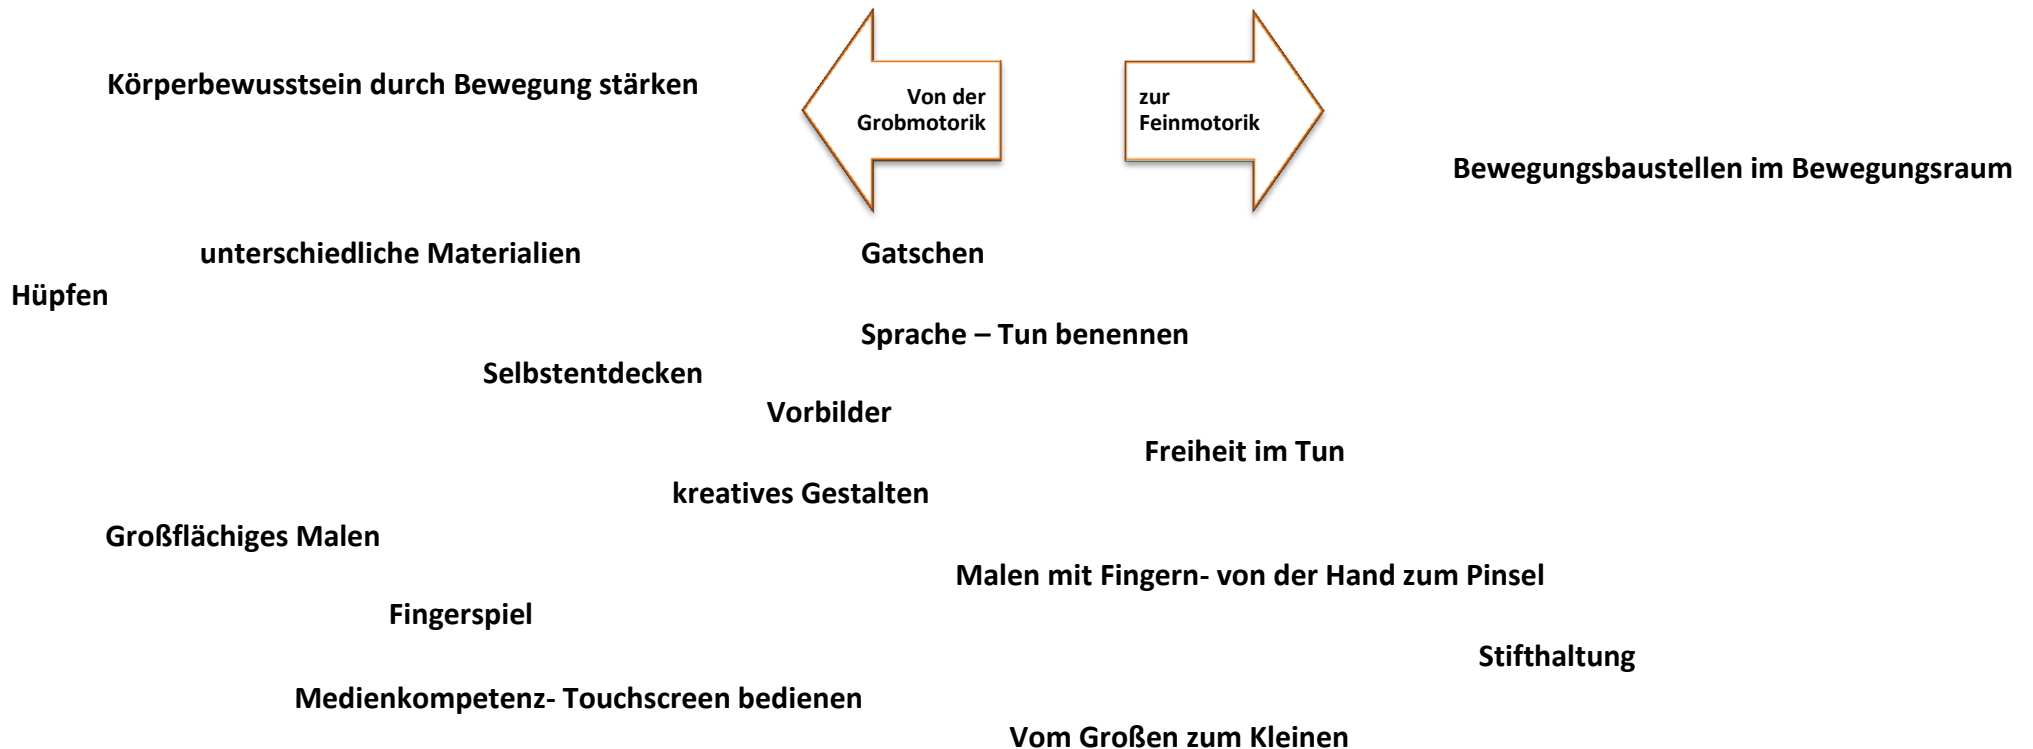 Körperbewusstsein durch Bewegung stärken
Von der
Grobmotorik
zur
Feinmotorik
Bewegungsbaustellen im Bewegungsraum
unterschiedliche Materialien
Gatschen
Hüpfen
Sprache – Tun benennen
Selbstentdecken
Vorbilder
Freiheit im Tun
kreatives Gestalten
Großflächiges Malen
Malen mit Fingern- von der Hand zum Pinsel
Fingerspiel
Stifthaltung
Medienkompetenz- Touchscreen bedienen
Vom Großen zum Kleinen